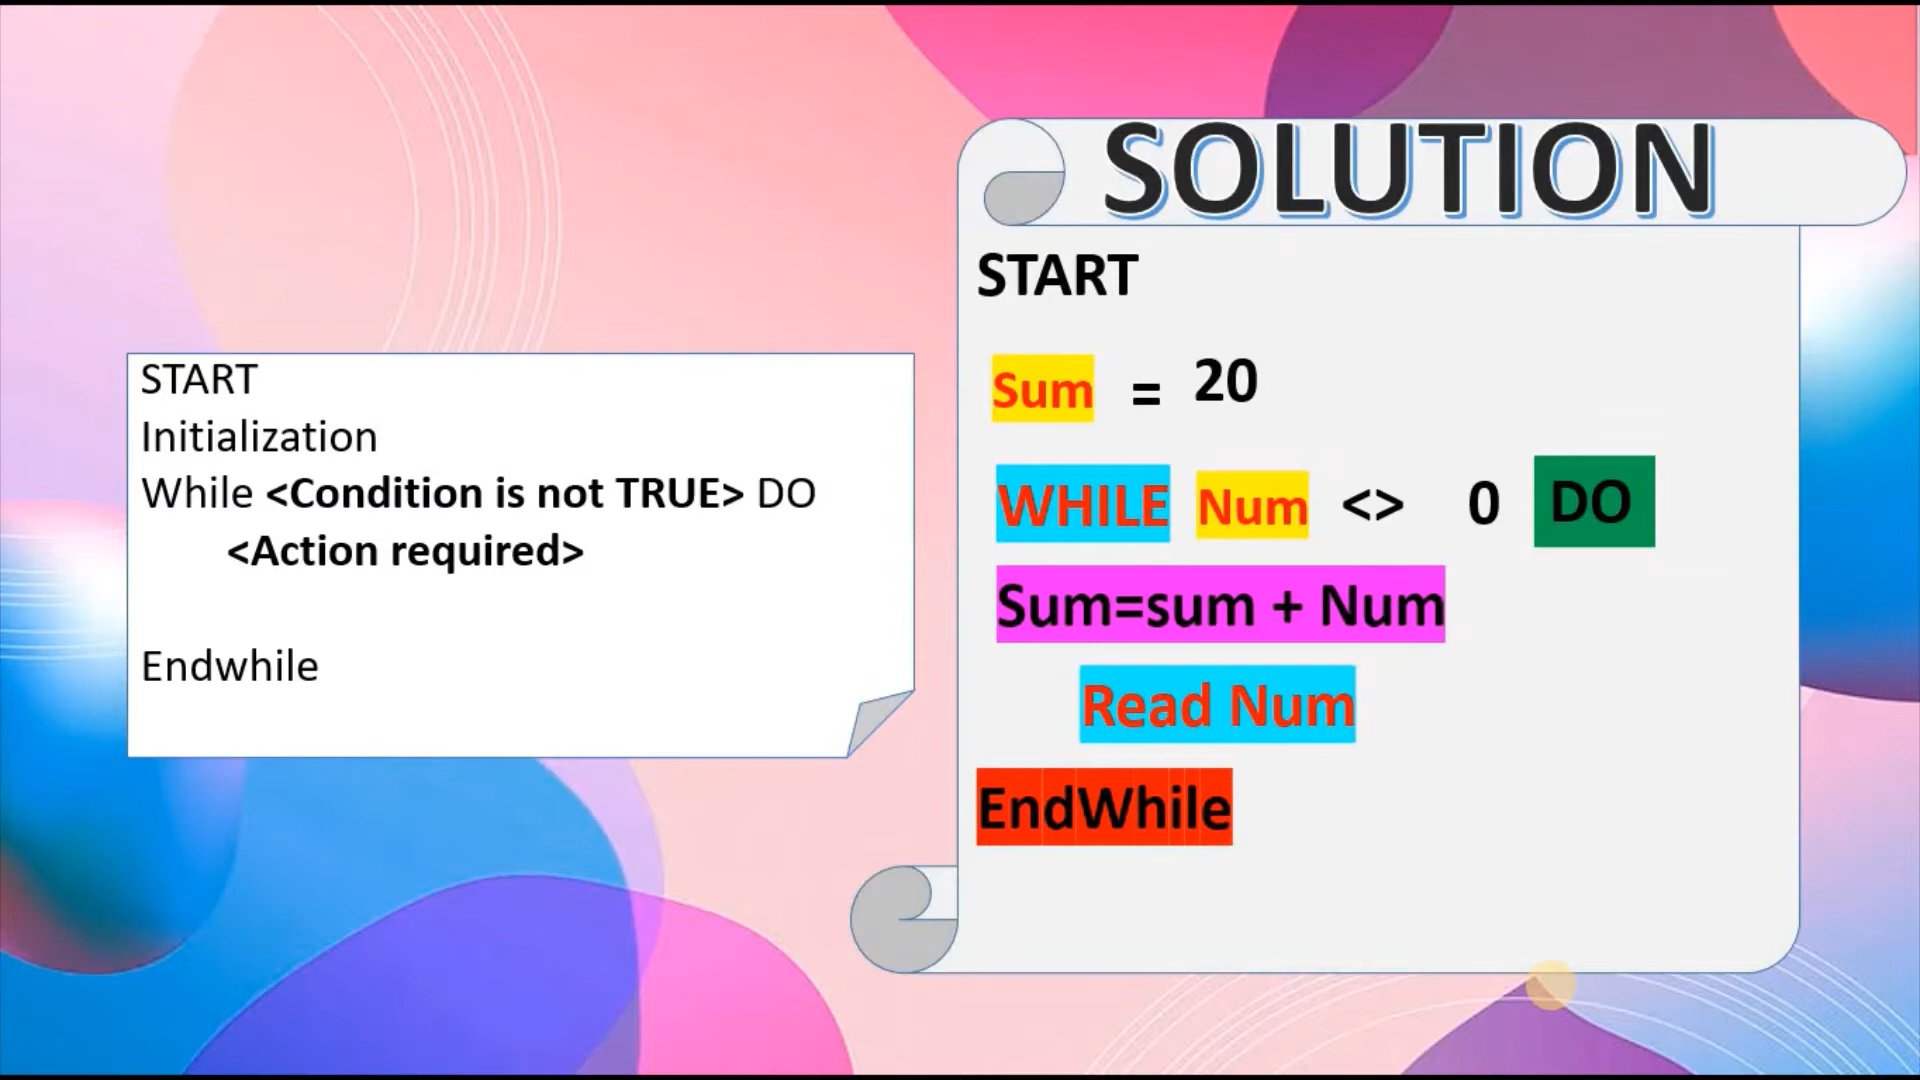 START
Initialization
While <Condition is not TRUE> DO
<Action required>
Endwhile
SOLUTION
START
Sum = 20
WHILE Num <> 0 DO
Sum=sum + Num
Read Num
EndWhile